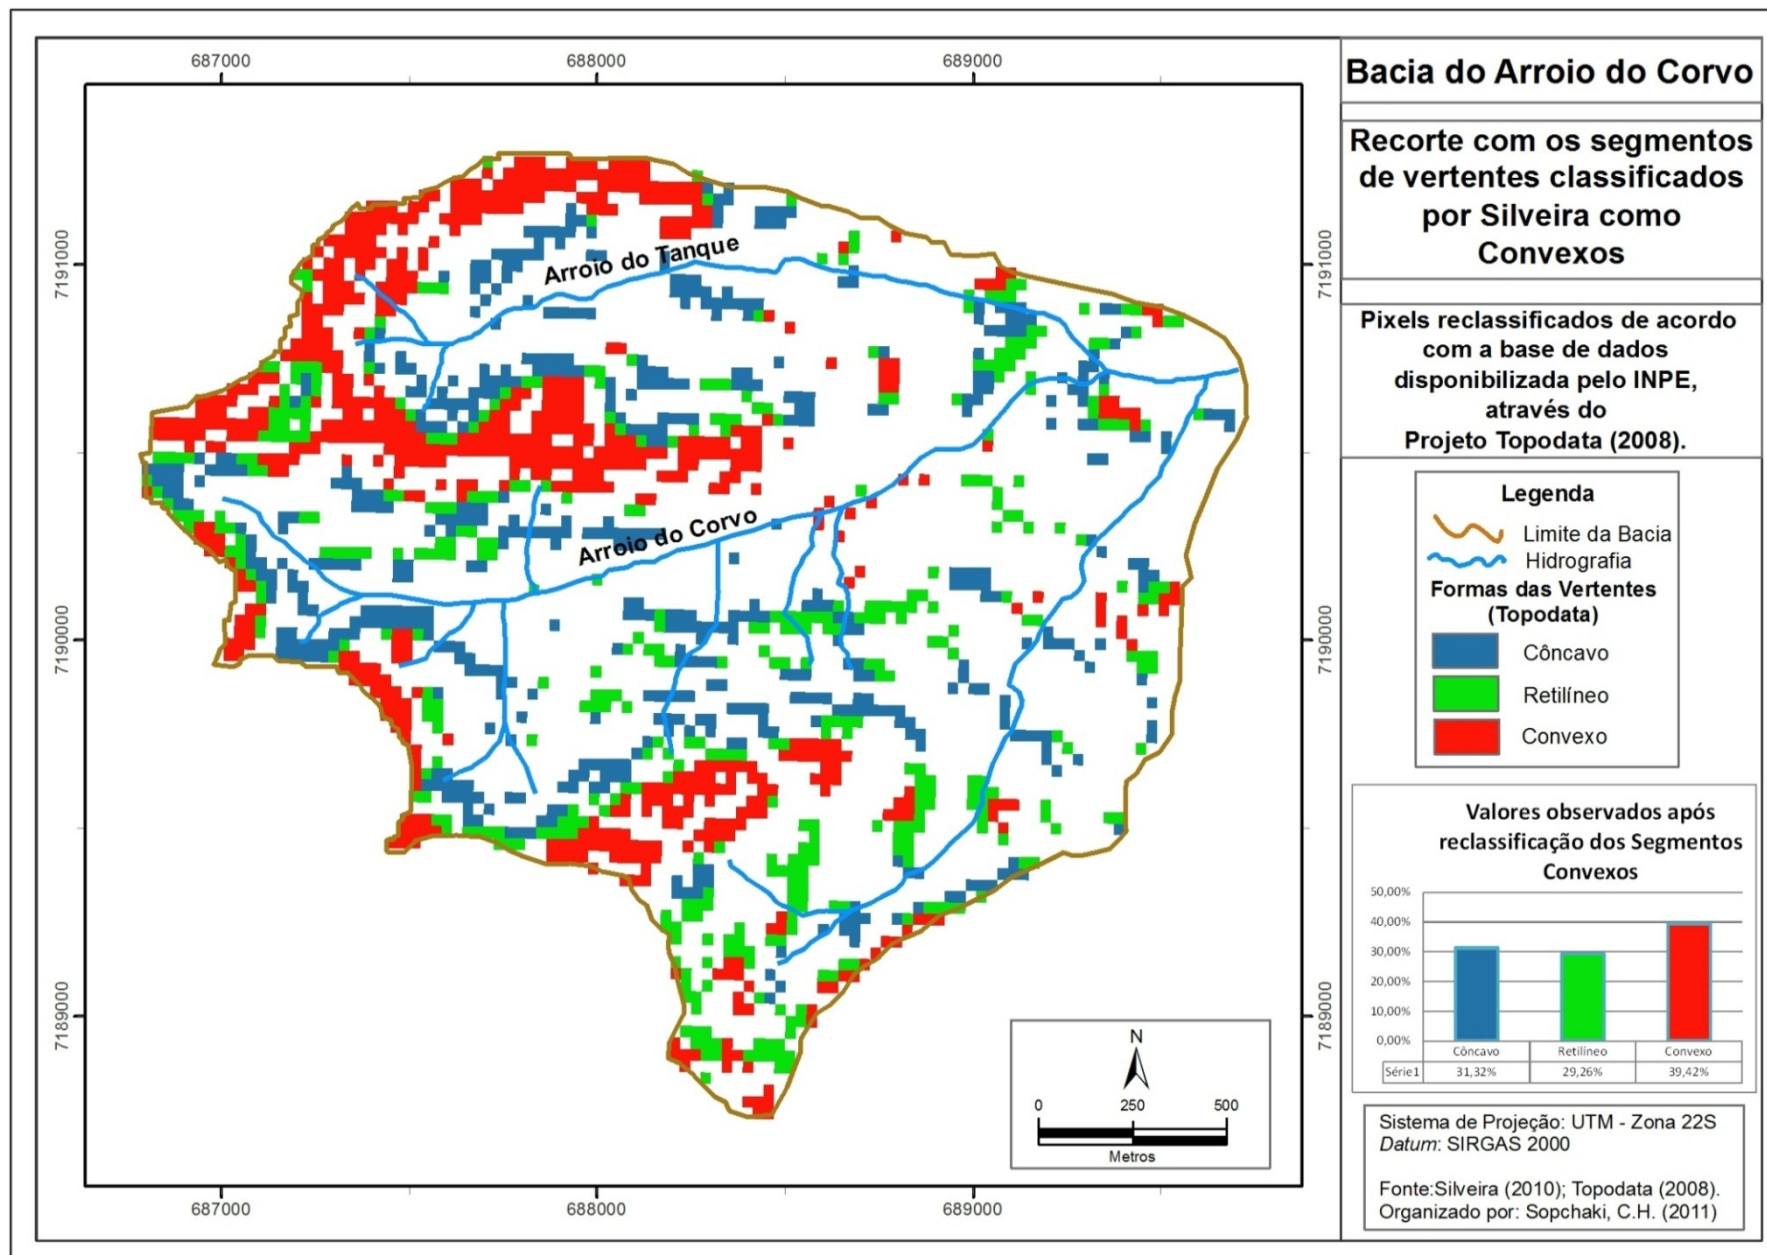 687000
688000
689000
7191000
7191000
7190000
7190000
7189000
7189000
Arroio do Tanque
Arroio do Corvo
N
0
250
500
Metros
687000
688000
689000
Bacia do Arroio do Corvo
Recorte com os segmentos
de vertentes classificados
por Silveira como
Convexos
Pixels reclassificados de acordo
com a base de dados
disponibilizada pelo INPE,
através do
Projeto Topodata (2008).
Legenda
Limite da Bacia
Hidrografia
Formas das Vertentes
(Topodata)
Côncavo
Retilíneo
Convexo
Valores observados após
reclassificação dos Segmentos
Convexos
50,00%
40,00%
30,00%
20,00%
10,00%
0,00%
Côncavo Retilíneo Convexo
Série1 31,32% 29,26% 39,42%
Sistema de Projeção: UTM - Zona 22S
Datum: SIRGAS 2000
Fonte:Silveira (2010); Topodata (2008).
Organizado por: Sopchaki, C.H. (2011)